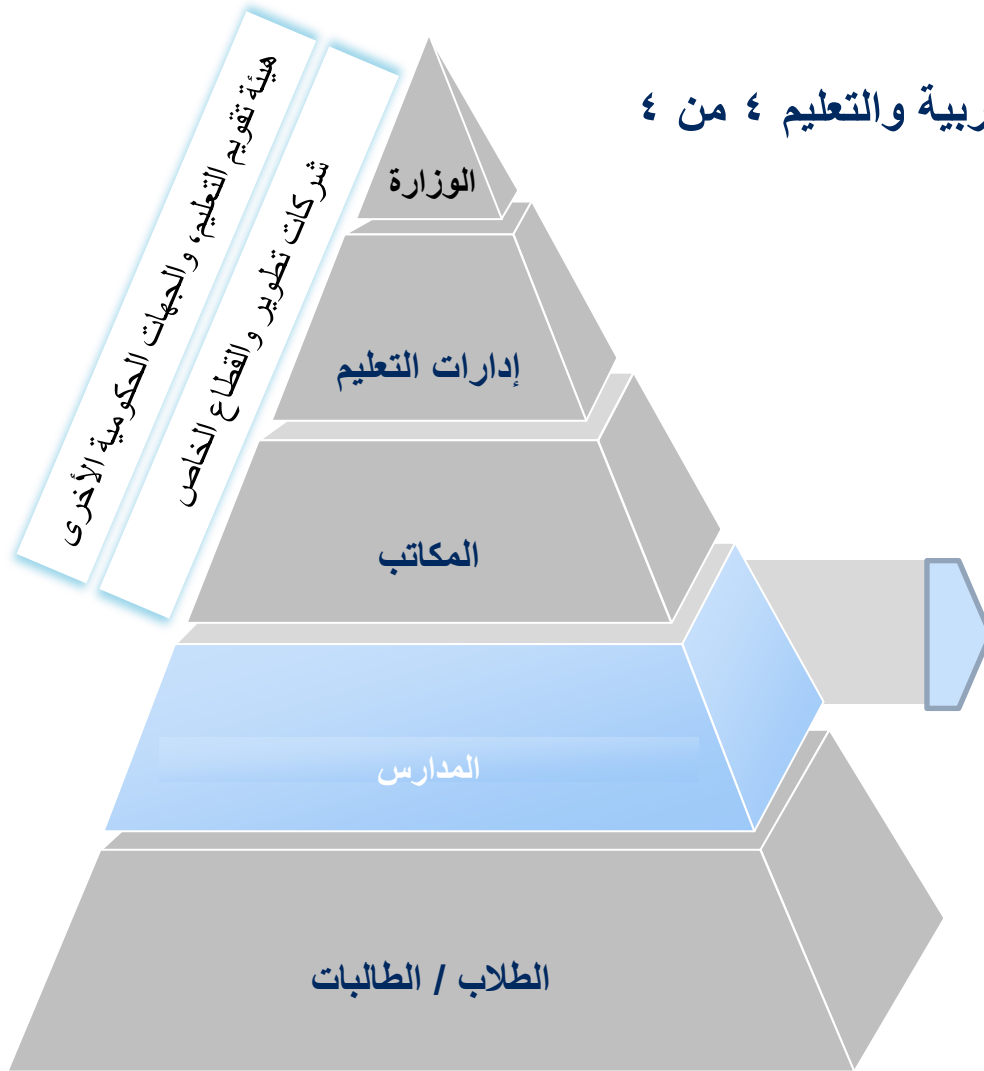 والتعليم ٤ من ٤
هيئة تقويم التعليم، والجهات الحكومية الأخرى
شركات تطوير والقطاع الخاص
الوزارة
إدارات التعليم
المكاتب
المدارس
الطلاب / الطالبات